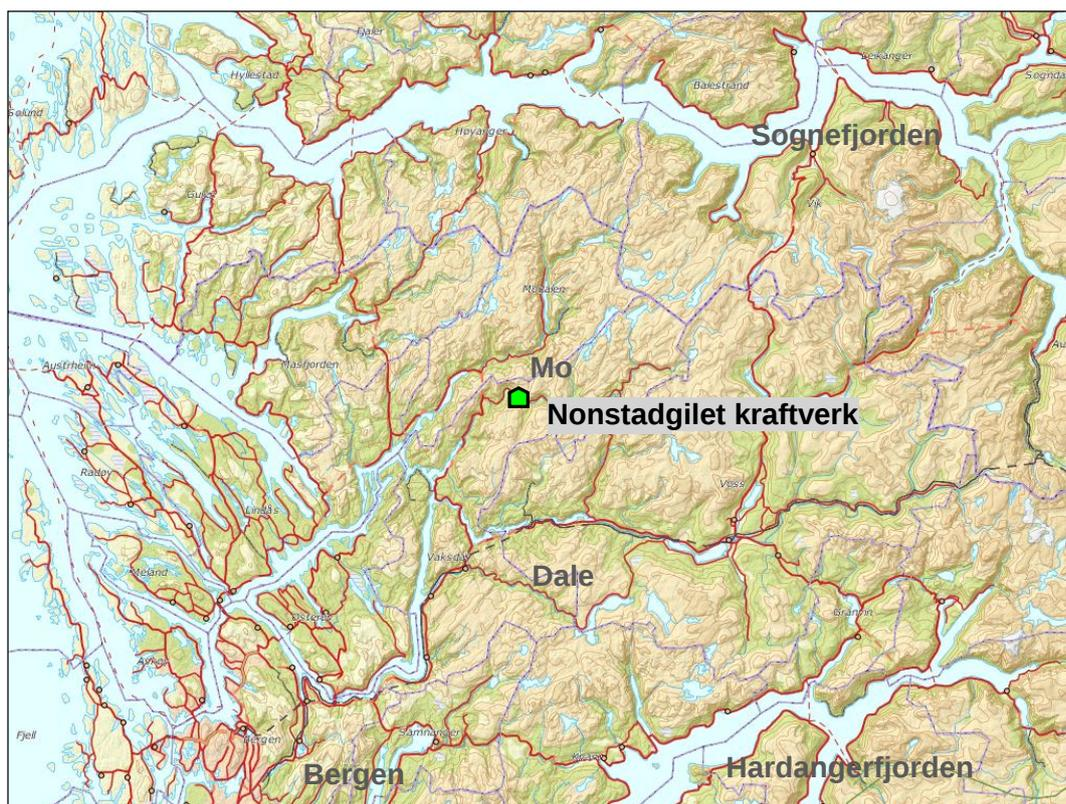 Fjaler
Hyllestad
Leikanger
Sogndal
Balestrand
Solund
Høyanger
Sognefjorden
Gulen
Vik
Modalen
Austrheim
Masfjorden
Mo
Nonstadgilet kraftverk
Radøy
Voss
Lindås
Vaksdal
Meland
Dale
Granvin
Osterøy
Askøy
Fjell
Bergen
Samnanger
Kvam
Bergen
Hardangerfjorden